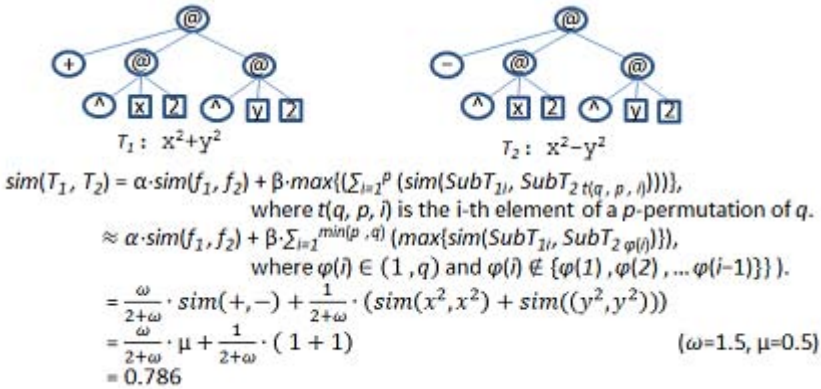 @ @
+ @ @ − @ @
^ x 2 ^ y 2 ^ x 2 ^ y 2
T₁ : x²+y² T₂ : x²−y²
sim(T₁, T₂) = α·sim(f₁, f₂) + β·max{(∑ᵢ₌₁ᵖ (sim(SubT₁ᵢ, SubT₂ t(q, p, i))))},
where t(q, p, i) is the i-th element of a p-permutation of q.
≈ α·sim(f₁, f₂) + β·∑ᵢ₌₁^min(p ,q) (max{sim(SubT₁ᵢ, SubT₂ φ(i))}),
where φ(i) ∈ (1 ,q) and φ(i) ∉ {φ(1) ,φ(2) ,... φ(i−1)}} ).
= ω/(2+ω) · sim(+,−) + 1/(2+ω) · (sim(x²,x²) + sim((y²,y²)))
= ω/(2+ω) · μ + 1/(2+ω) · ( 1 + 1) (ω=1.5, μ=0.5)
= 0.786